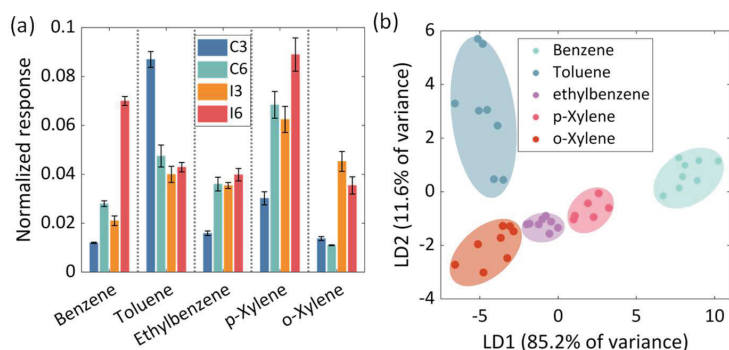 (a)
Normalized response
0.1
0.08
0.06
0.04
0.02
0
C3
C6
I3
I6
Benzene
Toluene
Ethylbenzene
p-Xylene
o-Xylene
(b)
LD2 (11.6% of variance)
6
4
2
0
-2
-4
Benzene
Toluene
ethylbenzene
p-Xylene
o-Xylene
-5
0
5
10
LD1 (85.2% of variance)